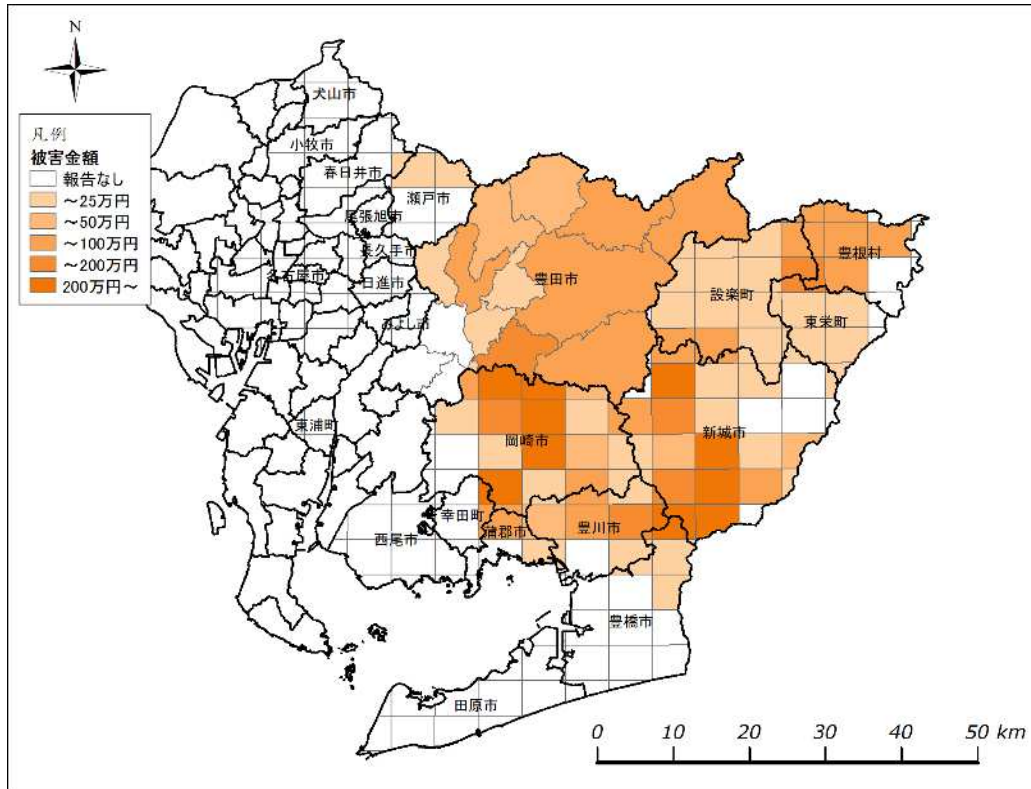 N
犬山市
凡例
被害金額
報告なし
~25万円
~50万円
~100万円
~200万円
200万円~
小牧市
春日井市
瀬戸市
尾張旭市
長久手市
名古屋市
日進市
みよし市
豊田市
豊根村
設楽町
東栄町
東浦町
岡崎市
新城市
幸田町
蒲郡市
豊川市
西尾市
豊橋市
田原市
0 10 20 30 40 50 km